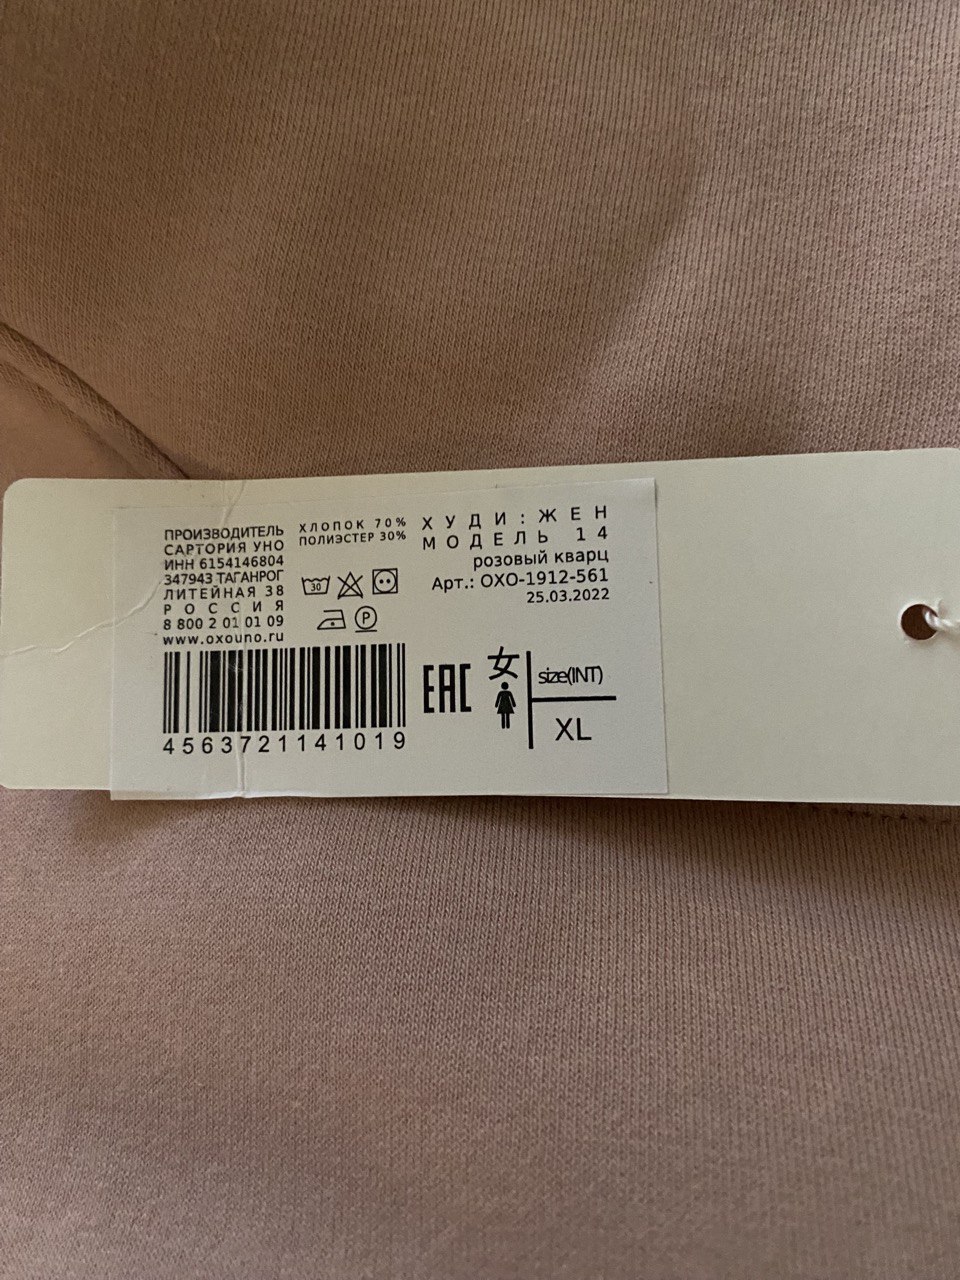 ПРОИЗВОДИТЕЛЬ
САРТОРИЯ УНО
ИНН 6154146804
347943 ТАГАНРОГ
ЛИТЕЙНАЯ 38
РОССИЯ
8 800 2 01 01 09
www.oxouno.ru
ХЛОПОК 70%
ПОЛИЭСТЕР 30%
30
P
ХУДИ:ЖЕН
МОДЕЛЬ 14
розовый кварц
Арт.: OXO-1912-561
25.03.2022
4563721141019
EAC
女
size(INT)
XL